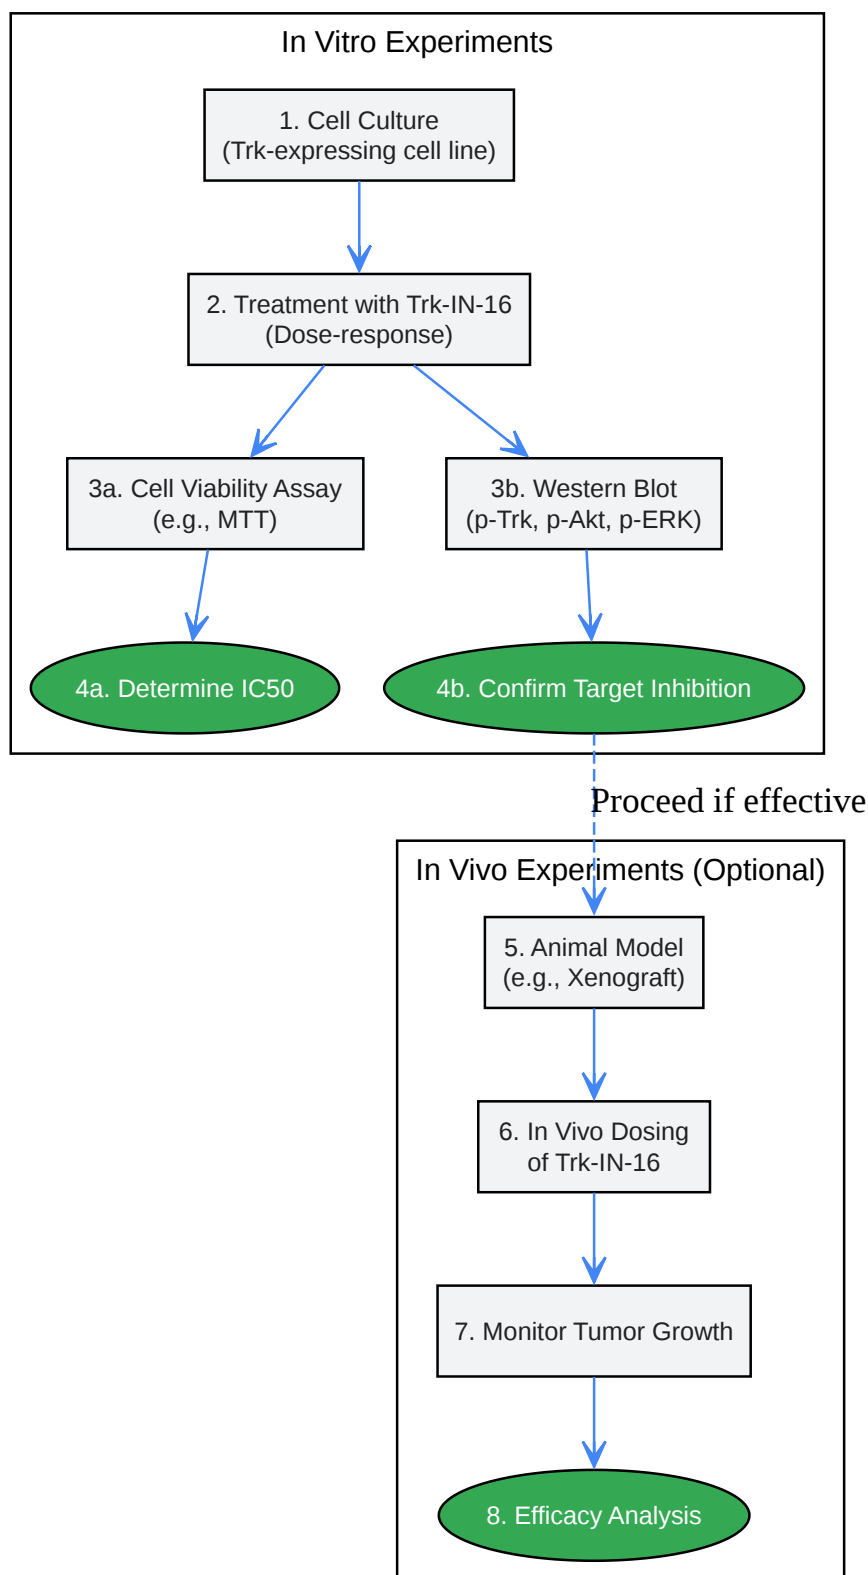 In Vitro Experiments
1. Cell Culture
(Trk-expressing cell line)
2. Treatment with Trk-IN-16
(Dose-response)
3a. Cell Viability Assay
(e.g., MTT)
3b. Western Blot
(p-Trk, p-Akt, p-ERK)
4a. Determine IC50
4b. Confirm Target Inhibition
Proceed if effective
In Vivo Experiments (Optional)
5. Animal Model
(e.g., Xenograft)
6. In Vivo Dosing
of Trk-IN-16
7. Monitor Tumor Growth
8. Efficacy Analysis